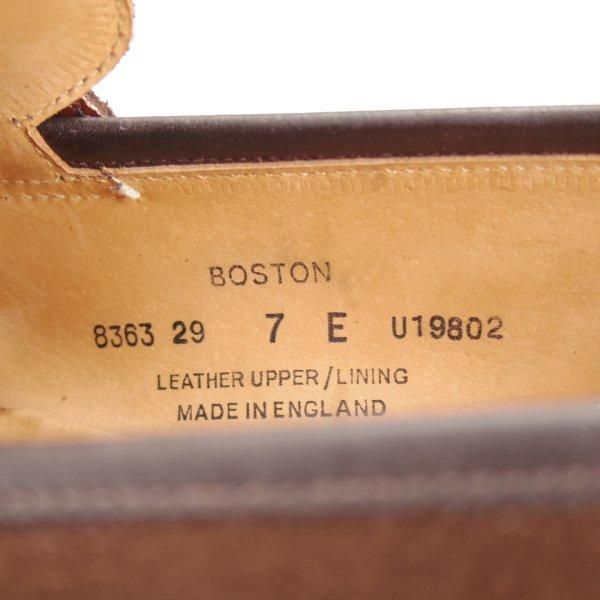 BOSTON
8363 29 7 E U19802
LEATHER UPPER/LINING
MADE IN ENGLAND